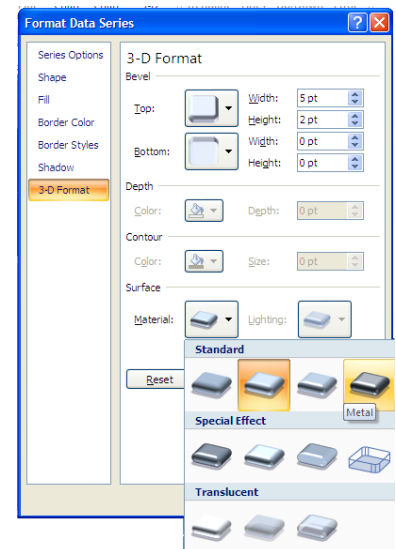 Format Data Series
Series Options
Shape
Fill
Border Color
Border Styles
Shadow
3-D Format
3-D Format
Bevel
Top:
Width: 5 pt
Height: 2 pt
Bottom:
Width: 0 pt
Height: 0 pt
Depth
Color:
Depth: 0 pt
Contour
Color:
Size: 0 pt
Surface
Material:
Lighting:
Reset
Standard
Metal
Special Effect
Translucent